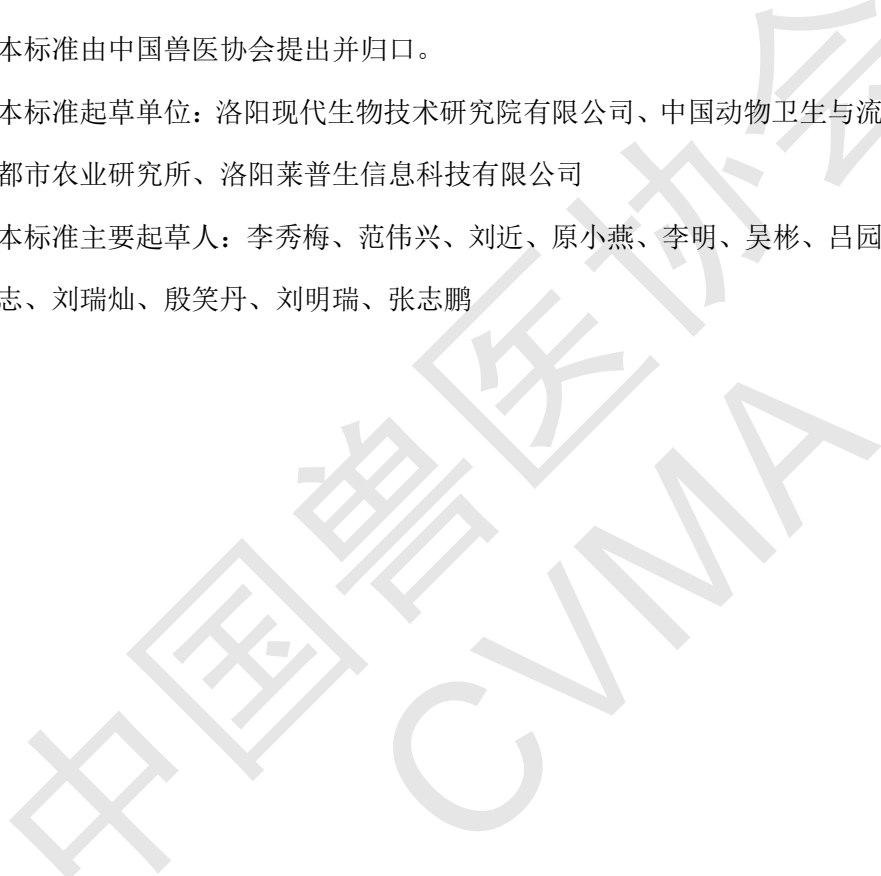 本标准由中国兽医协会提出并归口。
本标准起草单位：洛阳现代生物技术研究院有限公司、中国动物卫生与流
都市农业研究所、洛阳莱普生信息科技有限公司
本标准主要起草人：李秀梅、范伟兴、刘近、原小燕、李明、吴彬、吕园
志、刘瑞灿、殷笑丹、刘明瑞、张志鹏
中国兽医协会
CVMA